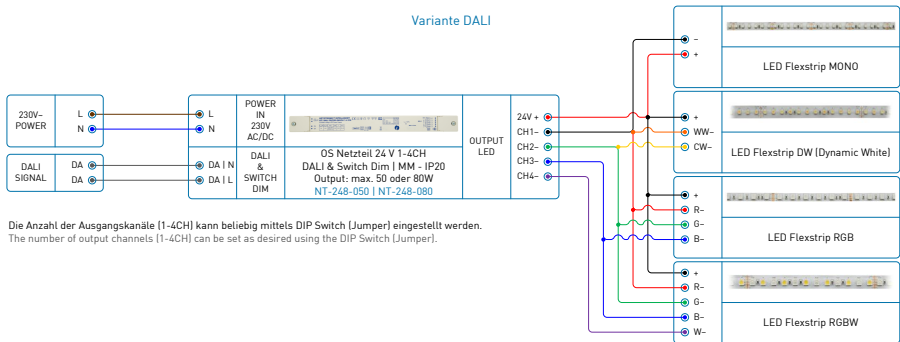 Variante DALI
230V~
POWER
L
N
DALI
SIGNAL
DA
DA
L
N
DA | N
DA | L
POWER
IN
230V
AC/DC
DALI
&
SWITCH
DIM
OS Netzteil 24 V 1-4CH
DALI & Switch Dim | MM - IP20
Output: max. 50 oder 80W
NT-248-050 | NT-248-080
OUTPUT
LED
24V +
CH1–
CH2–
CH3–
CH4–
–
+
LED Flexstrip MONO
+
WW–
CW–
LED Flexstrip DW (Dynamic White)
+
R–
G–
B–
LED Flexstrip RGB
+
R–
G–
B–
W–
LED Flexstrip RGBW
Die Anzahl der Ausgangskanäle (1-4CH) kann beliebig mittels DIP Switch (Jumper) eingestellt werden.
The number of output channels (1-4CH) can be set as desired using the DIP Switch (Jumper).